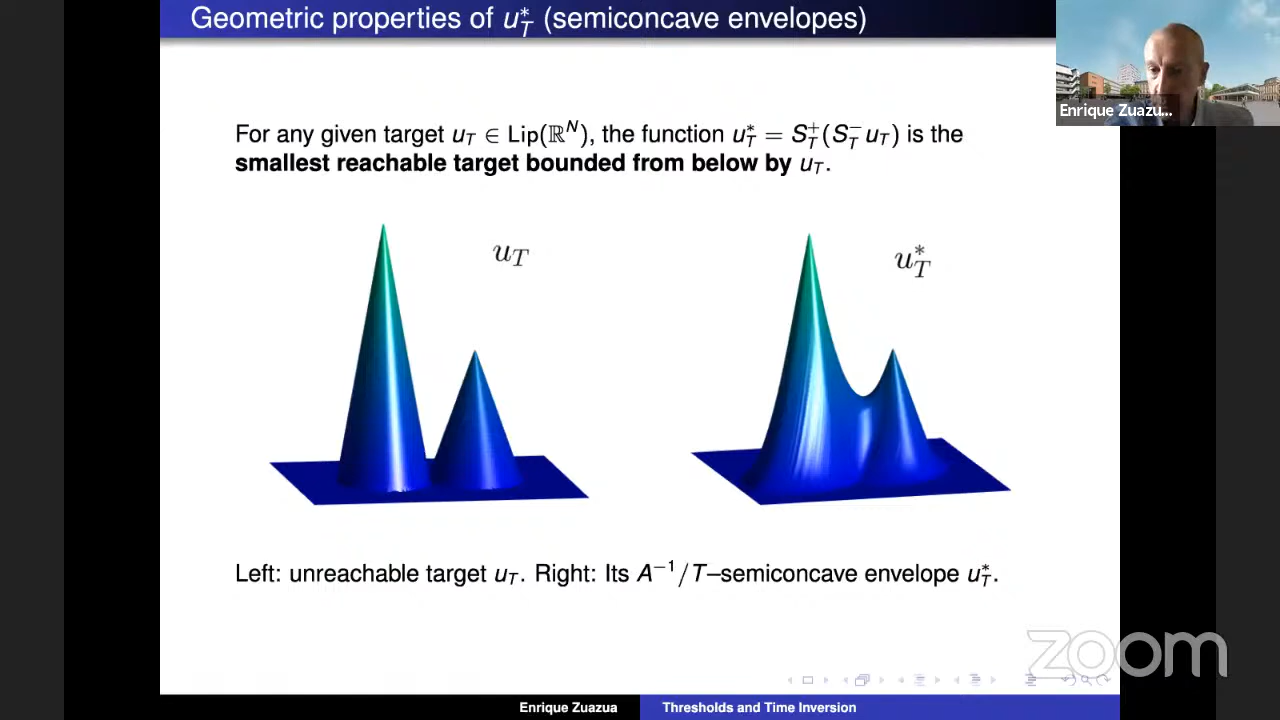 Geometric properties of u*_T (semiconcave envelopes)
Enrique Zuazu...
For any given target u_T ∈ Lip(ℝ^N), the function u*_T = S_T^+(S_T^- u_T) is the
smallest reachable target bounded from below by u_T.
u_T
u*_T
Left: unreachable target u_T. Right: Its A^{-1}/T–semiconcave envelope u*_T.
zoom
Enrique Zuazua
Thresholds and Time Inversion